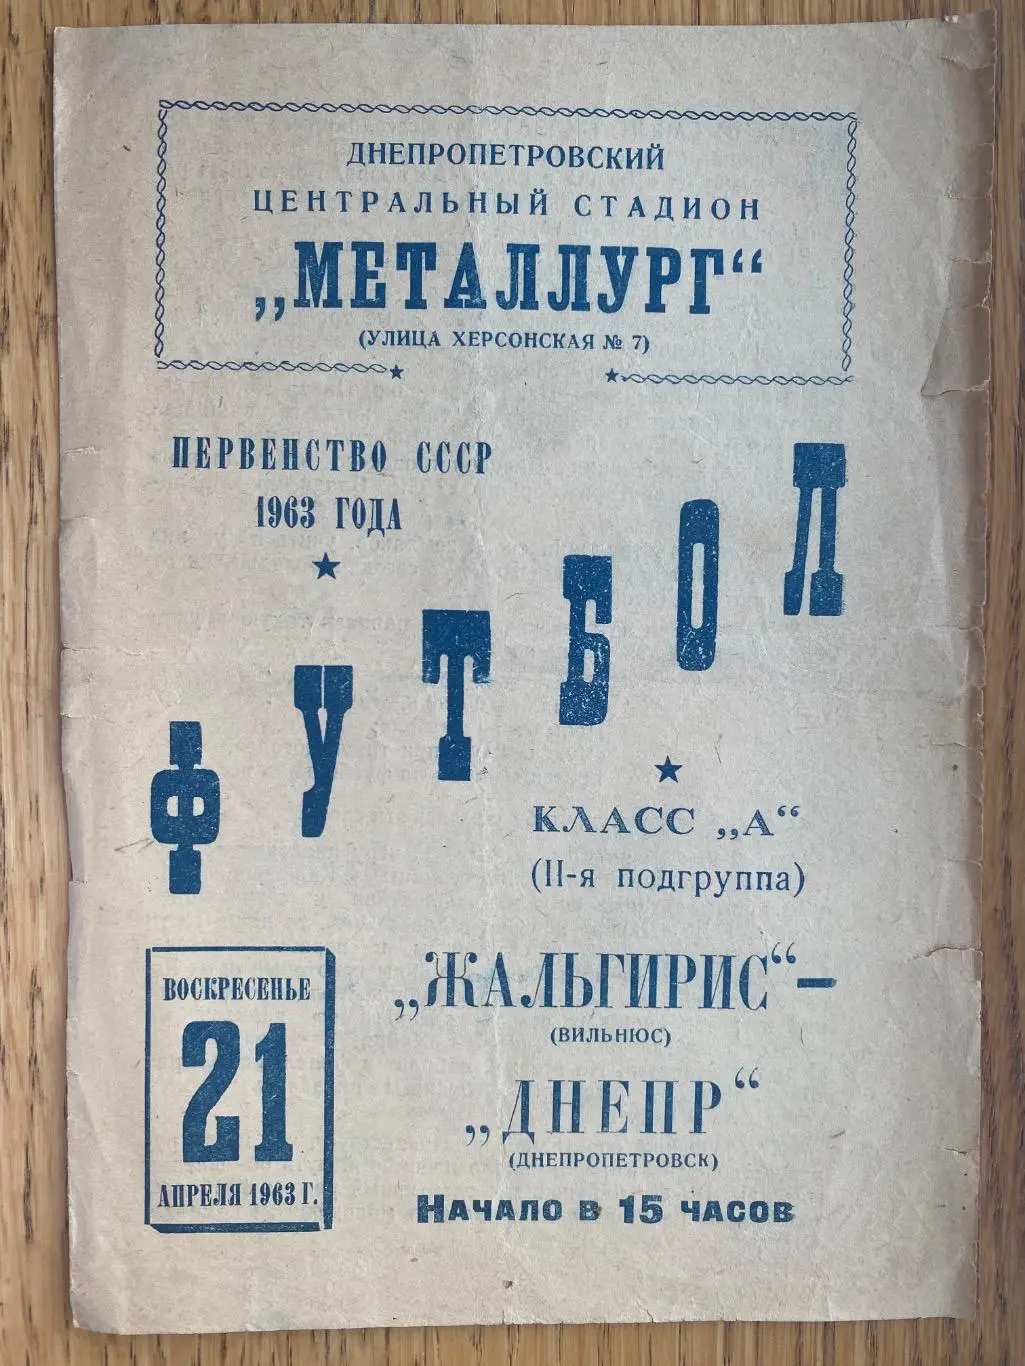 ДНЕПРОПЕТРОВСКИЙ
ЦЕНТРАЛЬНЫЙ СТАДИОН
„МЕТАЛЛУРГ“
(УЛИЦА ХЕРСОНСКАЯ № 7)
ПЕРВЕНСТВО СССР
1963 ГОДА
ФУТБОЛ
КЛАСС „А“
(II-я подгруппа)
ВОСКРЕСЕНЬЕ
21
АПРЕЛЯ 1963 Г.
„ЖАЛЬГИРИС“—
(ВИЛЬНЮС)
„ДНЕПР“
(ДНЕПРОПЕТРОВСК)
НАЧАЛО В 15 ЧАСОВ